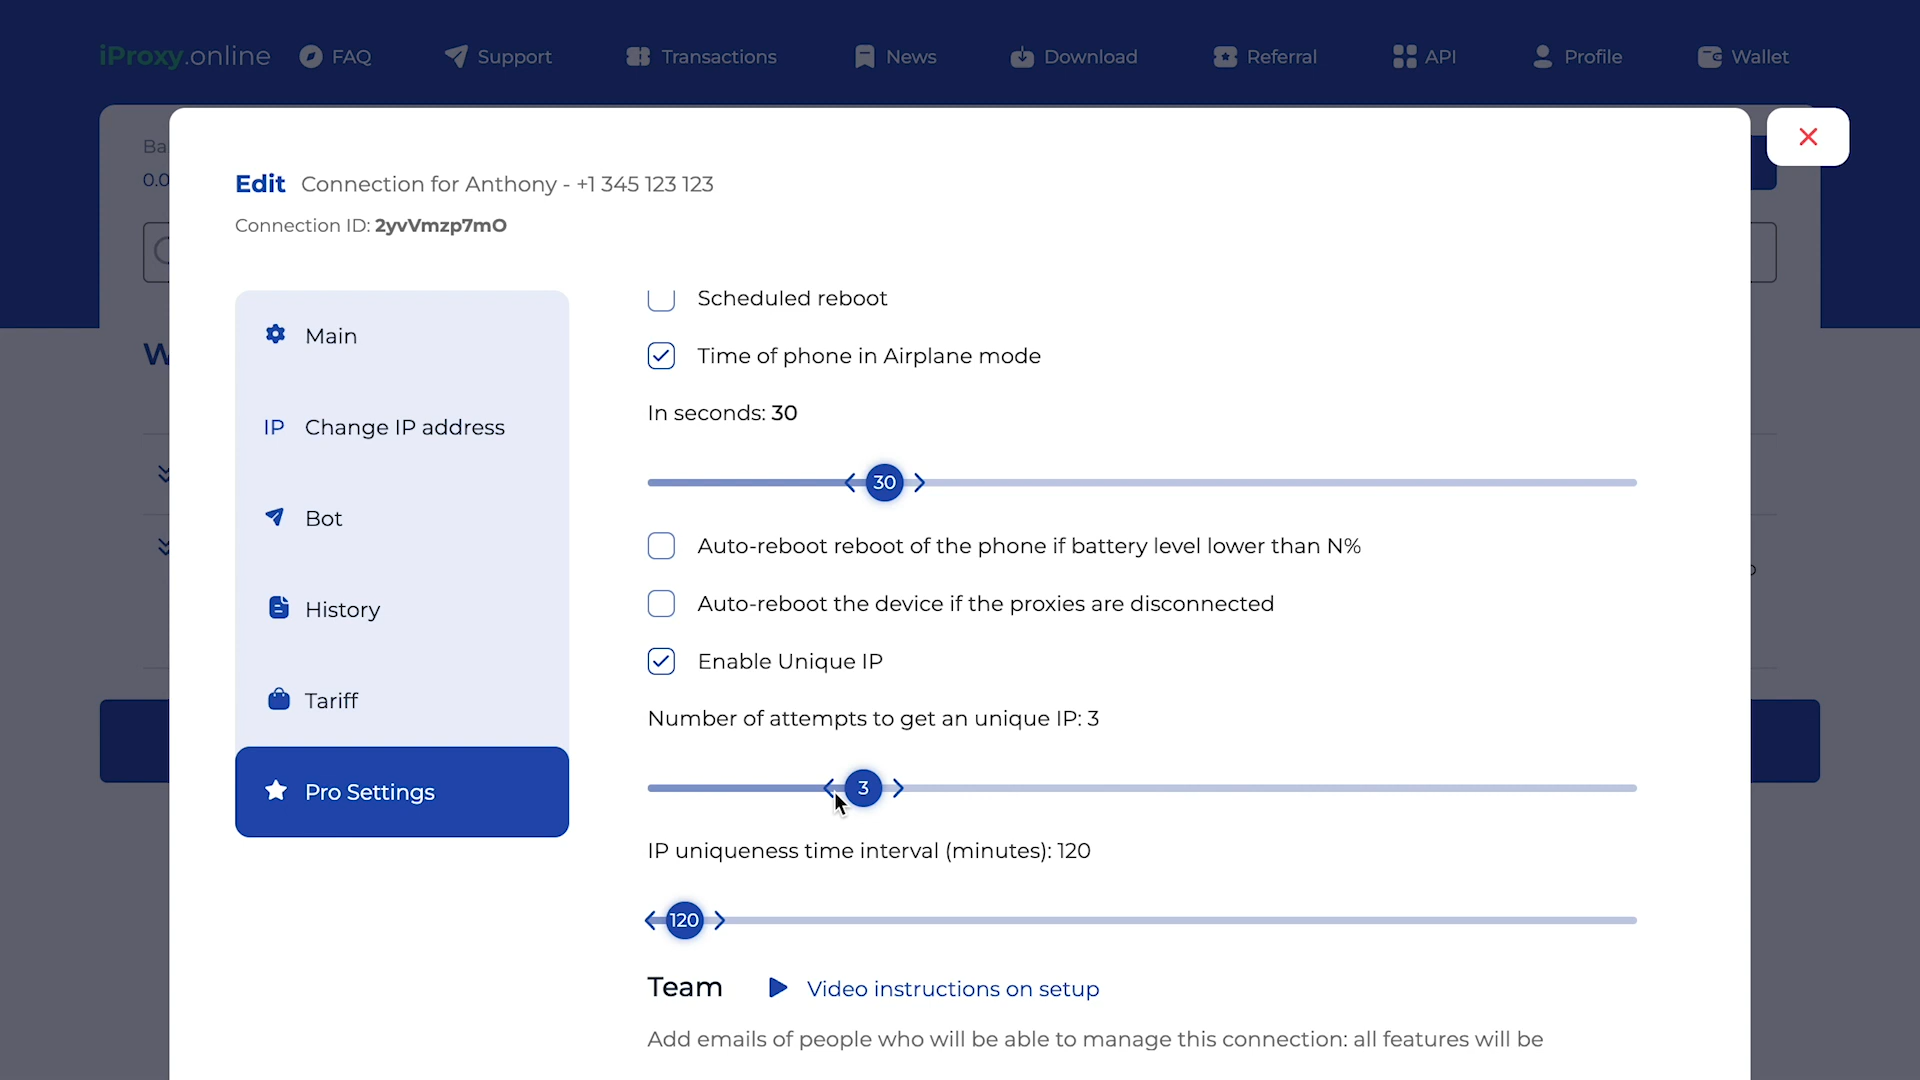 iProxy.online FAQ Support Transactions News Download Referral API Profile Wallet
Ba
0.0
Edit Connection for Anthony - +1 345 123 123
Connection ID: 2yvVmzp7mO
W
Main
IP Change IP address
Bot
History
Tariff
Pro Settings
Scheduled reboot
Time of phone in Airplane mode
In seconds: 30
30
Auto-reboot reboot of the phone if battery level lower than N%
Auto-reboot the device if the proxies are disconnected
Enable Unique IP
Number of attempts to get an unique IP: 3
3
IP uniqueness time interval (minutes): 120
120
Team Video instructions on setup
Add emails of people who will be able to manage this connection: all features will be